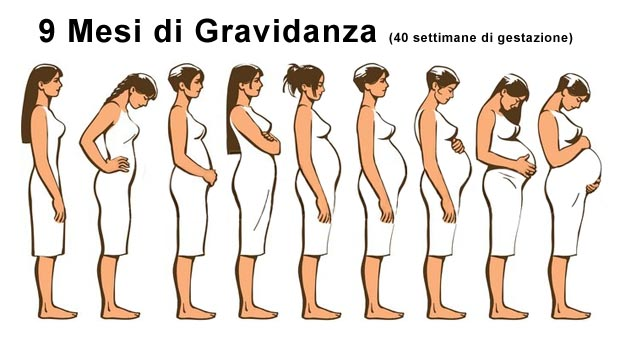 9 Mesi di Gravidanza (40 settimane di gestazione)